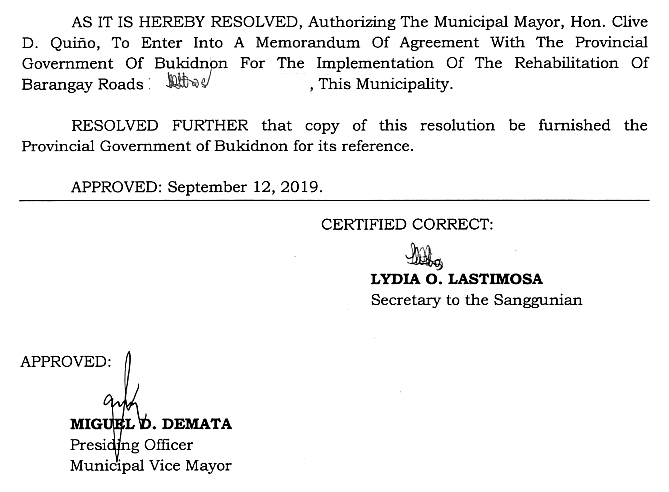 AS IT IS HEREBY RESOLVED, Authorizing The Municipal Mayor, Hon. Clive
D. Quiño, To Enter Into A Memorandum Of Agreement With The Provincial
Government Of Bukidnon For The Implementation Of The Rehabilitation Of
Barangay Roads , This Municipality.
RESOLVED FURTHER that copy of this resolution be furnished the
Provincial Government of Bukidnon for its reference.
APPROVED: September 12, 2019.
CERTIFIED CORRECT:
LYDIA O. LASTIMOSA
Secretary to the Sanggunian
APPROVED:
MIGUEL D. DEMATA
Presiding Officer
Municipal Vice Mayor